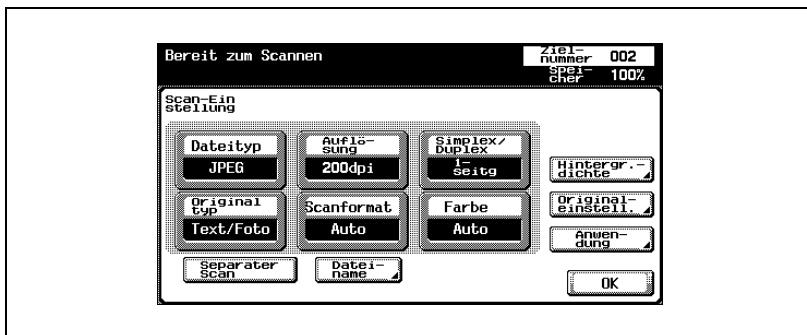 Bereit zum Scannen
Ziel-
nummer 002
Spei-
cher 100%
Scan-Ein
stellung
Dateityp
JPEG
Auflö-
sung
200dpi
Simplex/
Duplex
1-
seitg
Hintergr.-
dichte
Original
typ
Text/Foto
Scanformat
Auto
Farbe
Auto
Original-
einstell.
Anwen-
dung
Separater
Scan
Datei-
name
OK